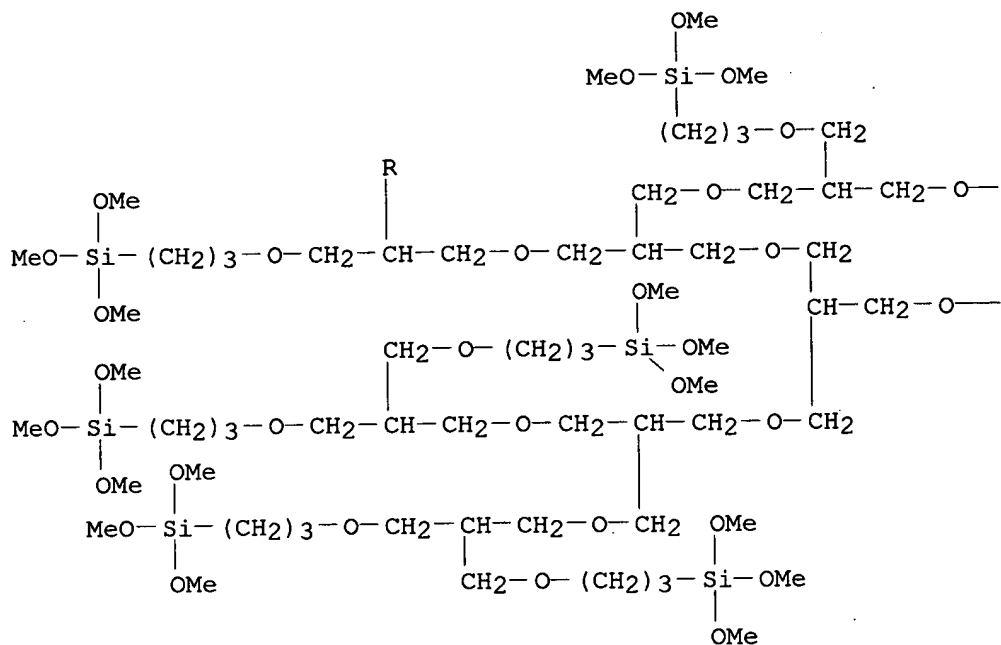 OMe
MeO-Si-OMe
(CH2)3-O-CH2
R
OMe CH2-O-CH2-CH-CH2-O-
MeO-Si-(CH2)3-O-CH2-CH-CH2-O-CH2-CH-CH2-O-CH2
OMe OMe CH-CH2-O-
CH2-O-(CH2)3-Si-OMe
OMe OMe
MeO-Si-(CH2)3-O-CH2-CH-CH2-O-CH2-CH-CH2-O-CH2
OMe OMe
MeO-Si-(CH2)3-O-CH2-CH-CH2-O-CH2 OMe
OMe CH2-O-(CH2)3-Si-OMe
OMe